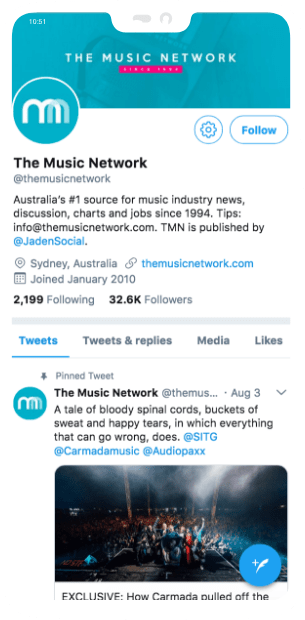 10:51
THE MUSIC NETWORK
SINCE 1994
Follow
The Music Network
@themusicnetwork
Australia's #1 source for music industry news,
discussion, charts and jobs since 1994. Tips:
info@themusicnetwork.com. TMN is published by
@JadenSocial.
Sydney, Australia themusicnetwork.com
Joined January 2010
2,199 Following 32.6K Followers
Tweets Tweets & replies Media Likes
Pinned Tweet
The Music Network @themus... · Aug 3
A tale of bloody spinal cords, buckets of
sweat and happy tears, in which everything
that can go wrong, does. @SITG
@Carmadamusic @Audiopaxx
EXCLUSIVE: How Carmada pulled off the